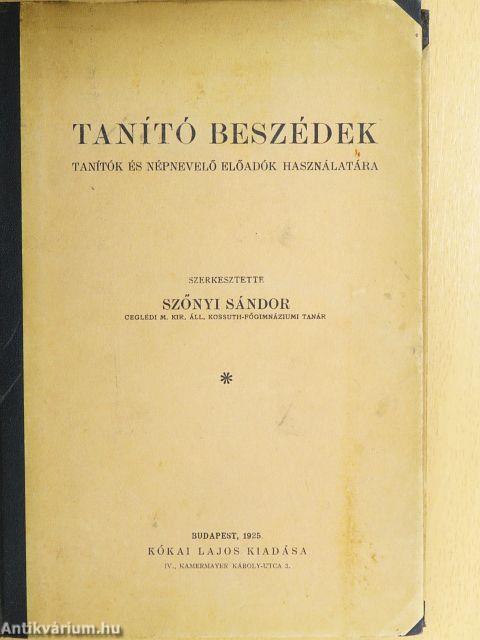 TANÍTÓ BESZÉDEK
TANÍTÓK ÉS NÉPNEVELŐ ELŐADÓK HASZNÁLATÁRA
SZERKESZTETTE
SZŐNYI SÁNDOR
CEGLÉDI M. KIR. ÁLL. KOSSUTH-FŐGIMNÁZIUMI TANÁR
*
BUDAPEST, 1925.
KÓKAI LAJOS KIADÁSA
IV., KAMERMAYER KÁROLY-UTCA 3.
Antikvárium.hu